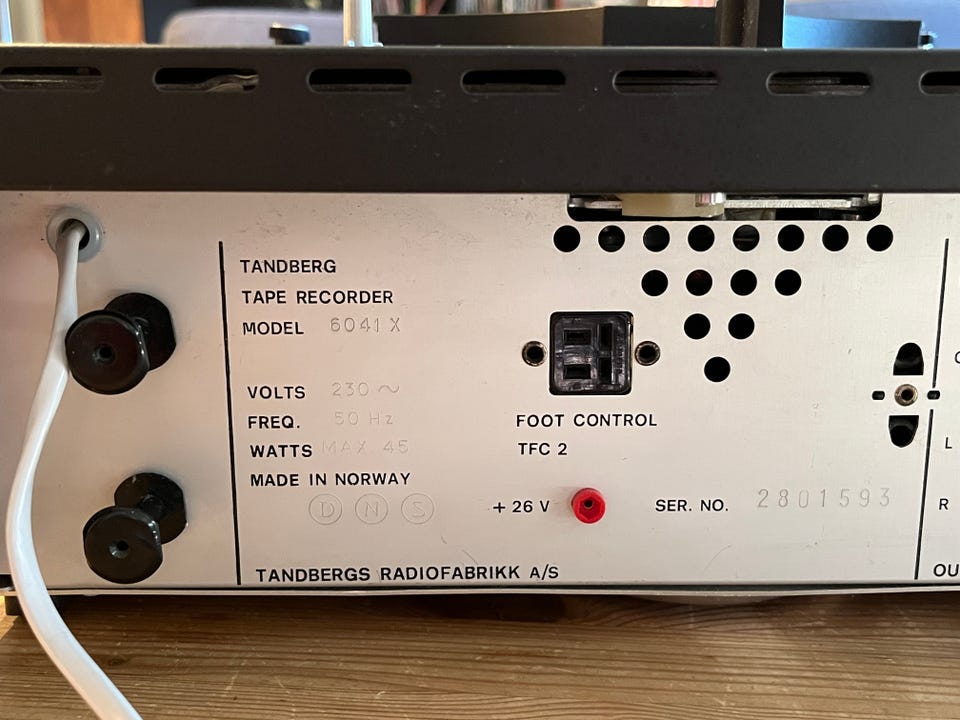 TANDBERG
TAPE RECORDER
MODEL 6041 X
VOLTS 230 ~
FREQ. 50 Hz
WATTS MAX 45
MADE IN NORWAY
D N S
TANDBERGS RADIOFABRIKK A/S
FOOT CONTROL
TFC 2
+ 26 V
SER. NO. 2801593
L
R